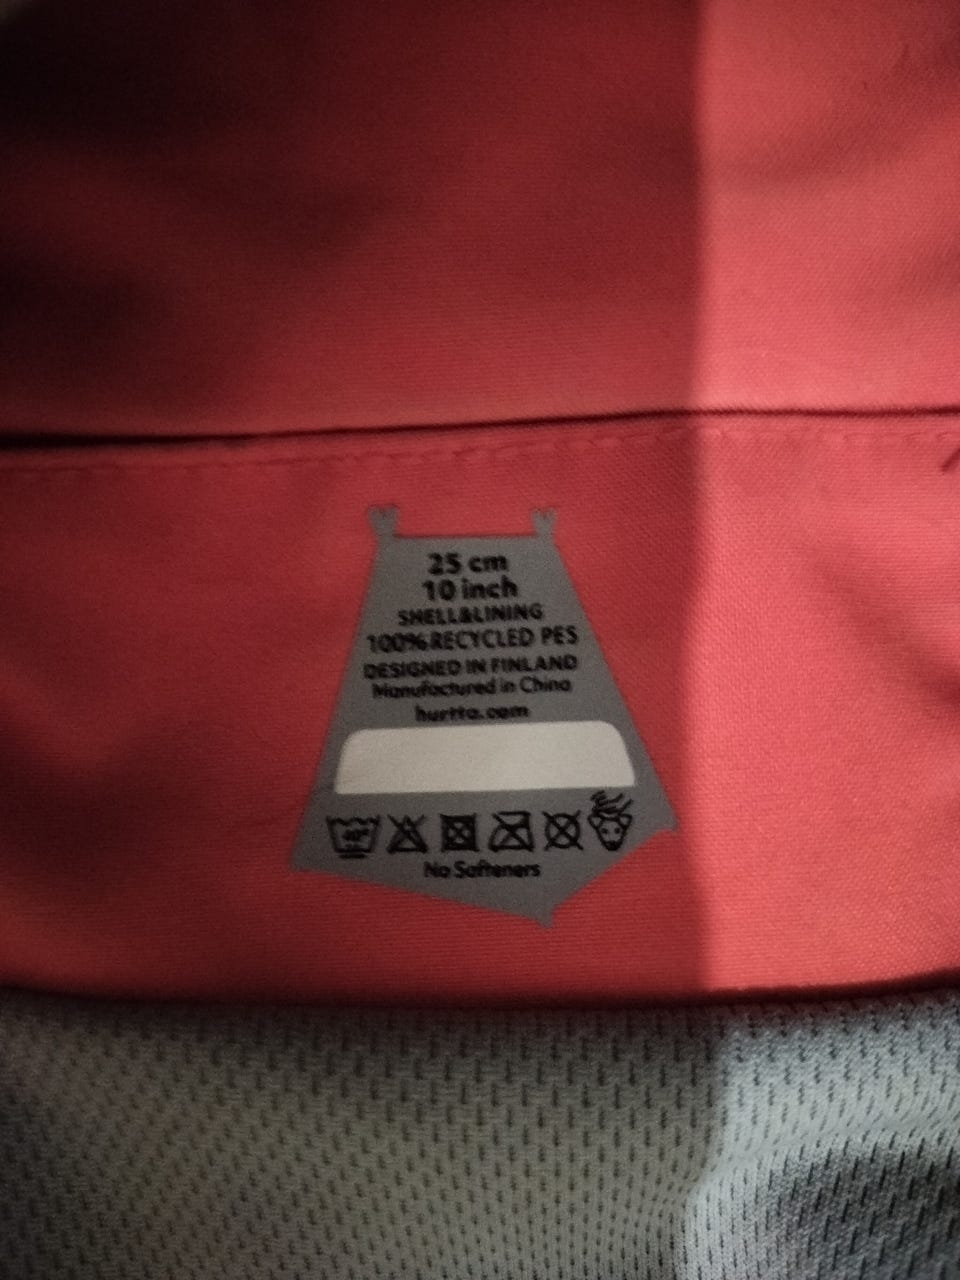 25 cm
10 inch
SHELL&LINING
100% RECYCLED PES
DESIGNED IN FINLAND
Manufactured in China
hurtta.com
40°
No Softeners